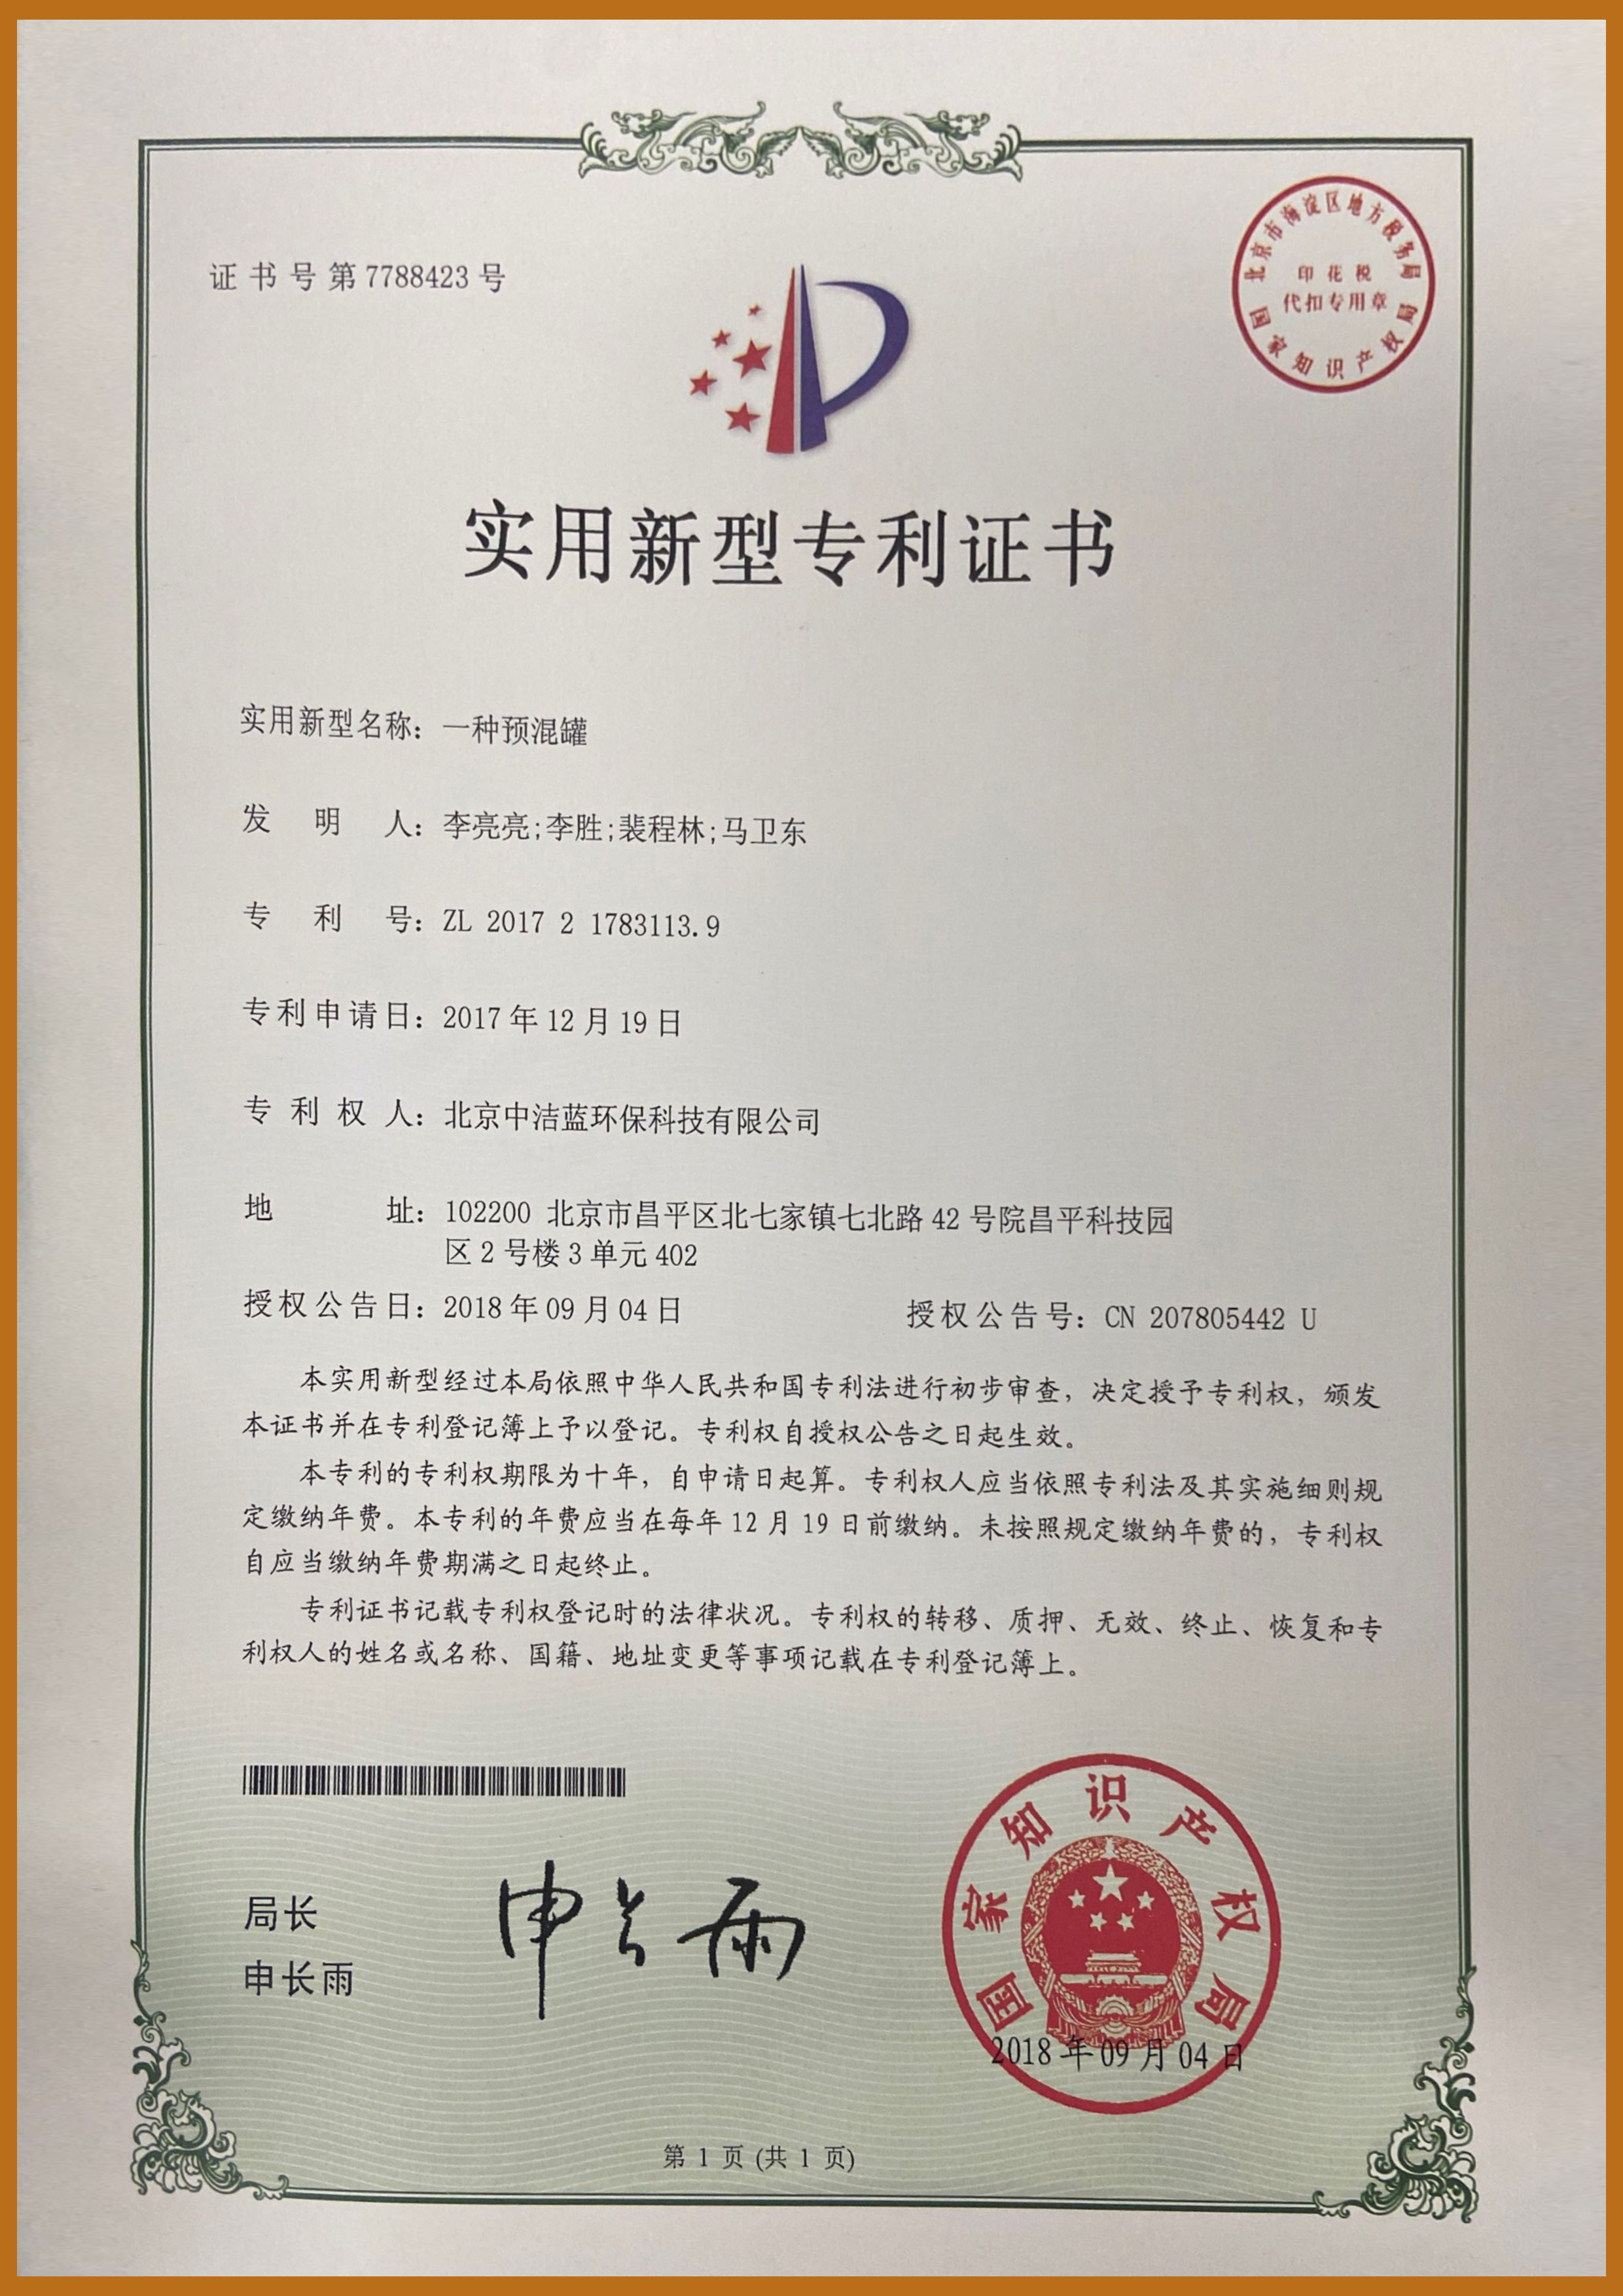 证书号第7788423号
北京市海淀区地方税务局
印花税
代扣专用章
国家知识产权局
实用新型专利证书
实用新型名称：一种预混罐
发明人：李亮亮;李胜;裴程林;马卫东
专利号：ZL 2017 2 1783113.9
专利申请日：2017年12月19日
专利权人：北京中洁蓝环保科技有限公司
地址：102200 北京市昌平区北七家镇七北路42号院昌平科技园
区2号楼3单元402
授权公告日：2018年09月04日 授权公告号：CN 207805442 U
本实用新型经过本局依照中华人民共和国专利法进行初步审查，决定授予专利权，颁发
本证书并在专利登记簿上予以登记。专利权自授权公告之日起生效。
本专利的专利权期限为十年，自申请日起算。专利权人应当依照专利法及其实施细则规
定缴纳年费。本专利的年费应当在每年12月19日前缴纳。未按照规定缴纳年费的，专利权
自应当缴纳年费期满之日起终止。
专利证书记载专利权登记时的法律状况。专利权的转移、质押、无效、终止、恢复和专
利权人的姓名或名称、国籍、地址变更等事项记载在专利登记簿上。
局长
申长雨
申长雨
国家知识产权局
2018年09月04日
第 1 页 (共 1 页)